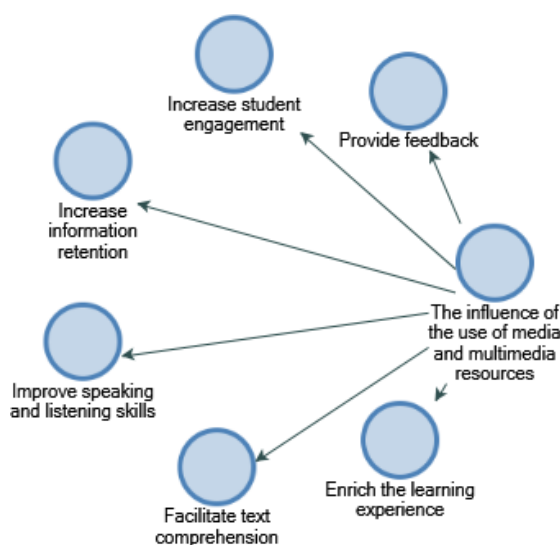 Increase student
engagement
Provide feedback
Increase
information
retention
The influence of
the use of media
and multimedia
resources
Improve speaking
and listening skills
Enrich the learning
experience
Facilitate text
comprehension